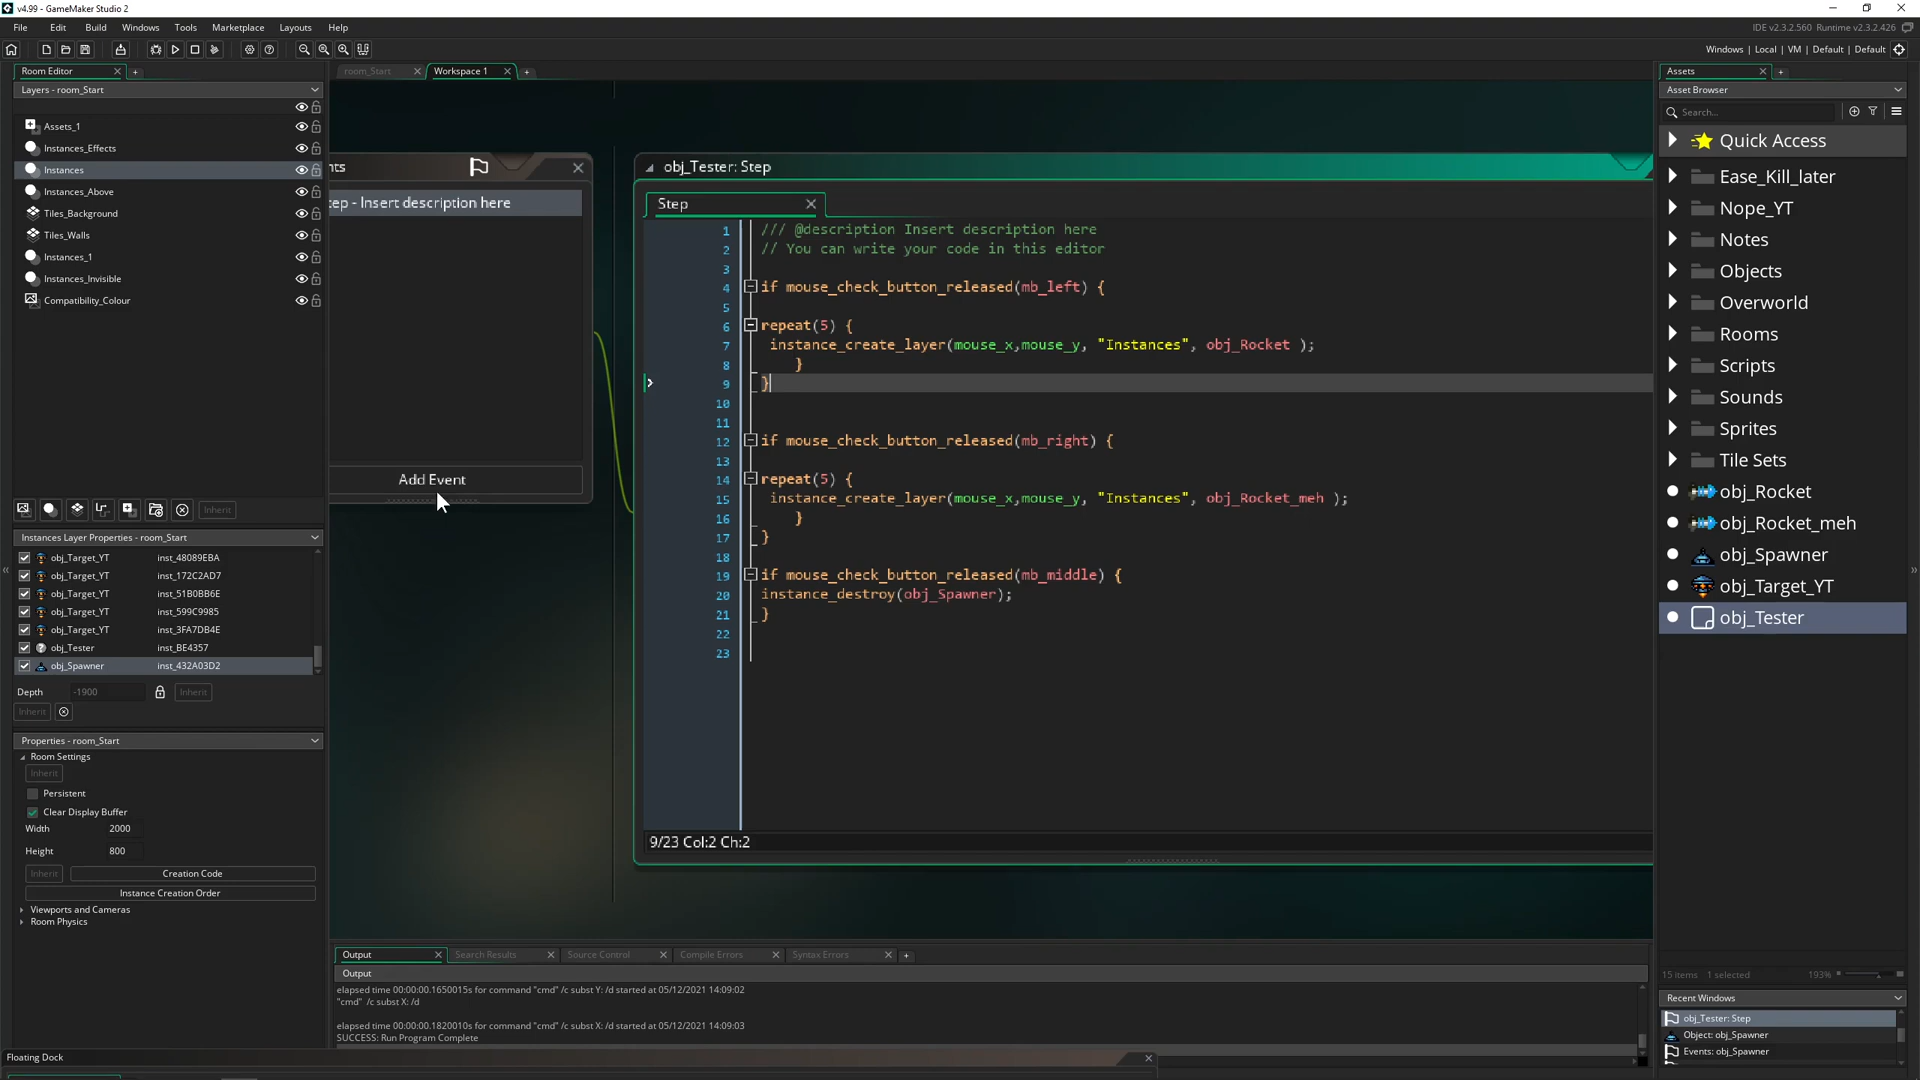 v4.99 - GameMaker Studio 2
File Edit Build Windows Tools Marketplace Layouts Help
IDE v2.3.2.560 Runtime v2.3.2.426
Windows | Local | VM | Default | Default
Room Editor
room_Start
Workspace 1
Assets
Layers - room_Start
Asset Browser
Search...
Assets_1
Instances_Effects
Instances
Instances_Above
Tiles_Background
Tiles_Walls
Instances_1
Instances_Invisible
Compatibility_Colour
Inherit
Instances Layer Properties - room_Start
obj_Target_YT inst_48089EBA
obj_Target_YT inst_172C2AD7
obj_Target_YT inst_51B0BB6E
obj_Target_YT inst_599C9985
obj_Target_YT inst_3FA7DB4E
obj_Tester inst_BE4357
obj_Spawner inst_432A03D2
Depth -1900 Inherit
Inherit
Properties - room_Start
Room Settings
Inherit
Persistent
Clear Display Buffer
Width 2000
Height 800
Inherit Creation Code
Instance Creation Order
Viewports and Cameras
Room Physics
nts
tep - Insert description here
Add Event
obj_Tester: Step
Step
1 /// @description Insert description here
2 // You can write your code in this editor
3
4 if mouse_check_button_released(mb_left) {
5
6 repeat(5) {
7 instance_create_layer(mouse_x,mouse_y, "Instances", obj_Rocket );
8 }
9 }
10
11
12 if mouse_check_button_released(mb_right) {
13
14 repeat(5) {
15 instance_create_layer(mouse_x,mouse_y, "Instances", obj_Rocket_meh );
16 }
17 }
18
19 if mouse_check_button_released(mb_middle) {
20 instance_destroy(obj_Spawner);
21 }
22
23
9/23 Col:2 Ch:2
Output Search Results Source Control Compile Errors Syntax Errors
Output
elapsed time 00:00:00.1650015s for command "cmd" /c subst Y: /d started at 05/12/2021 14:09:02
"cmd" /c subst X: /d
elapsed time 00:00:00.1820010s for command "cmd" /c subst X: /d started at 05/12/2021 14:09:03
SUCCESS: Run Program Complete
Floating Dock
Quick Access
Ease_Kill_later
Nope_YT
Notes
Objects
Overworld
Rooms
Scripts
Sounds
Sprites
Tile Sets
obj_Rocket
obj_Rocket_meh
obj_Spawner
obj_Target_YT
obj_Tester
15 items 1 selected 193%
Recent Windows
obj_Tester: Step
Object: obj_Spawner
Events: obj_Spawner